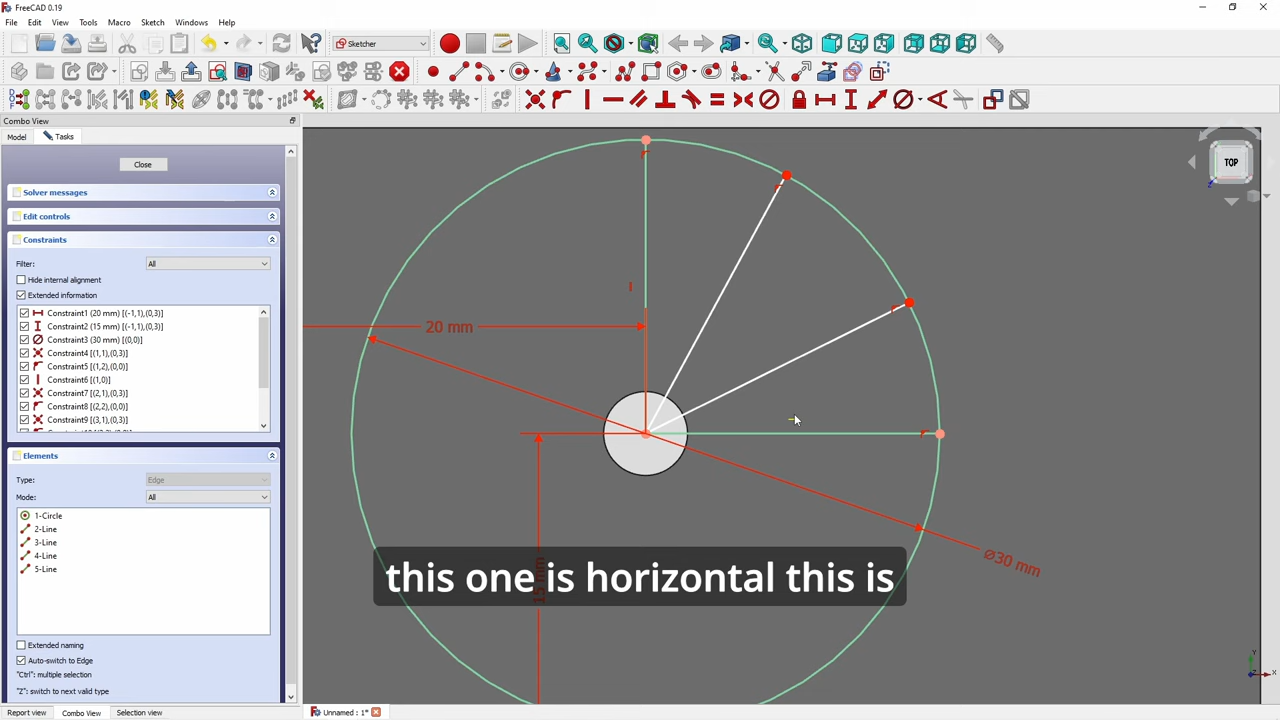 FreeCAD 0.19
File Edit View Tools Macro Sketch Windows Help
Sketcher
Combo View
Model Tasks
Close
Solver messages
Edit controls
Constraints
Filter: All
Hide internal alignment
Extended information
Constraint1 (20 mm) [(-1,1),(0,3)]
Constraint2 (15 mm) [(-1,1),(0,3)]
Constraint3 (30 mm) [(0,0)]
Constraint4 [(1,1),(0,3)]
Constraint5 [(1,2),(0,0)]
Constraint6 [(1,0)]
Constraint7 [(2,1),(0,3)]
Constraint8 [(2,2),(0,0)]
Constraint9 [(3,1),(0,3)]
Elements
Type: Edge
Mode: All
1-Circle
2-Line
3-Line
4-Line
5-Line
Extended naming
Auto-switch to Edge
"Ctrl": multiple selection
"Z": switch to next valid type
Report view Combo View Selection view
Unnamed : 1*
TOP
20 mm
15 mm
⌀30 mm
this one is horizontal this is
Y
X
Z